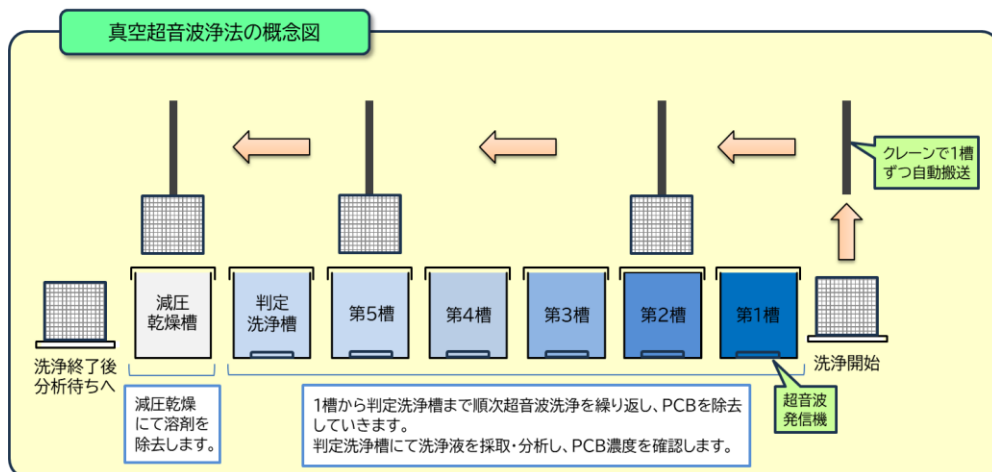 真空超音波浄法の概念図
クレーンで1槽
ずつ自動搬送
減圧
乾燥槽
判定
洗浄槽
第5槽
第4槽
第3槽
第2槽
第1槽
洗浄終了後
分析待ちへ
洗浄開始
超音波
発信機
減圧乾燥
にて溶剤を
除去します。
1槽から判定洗浄槽まで順次超音波洗浄を繰り返し、PCBを除去
していきます。
判定洗浄槽にて洗浄液を採取・分析し、PCB濃度を確認します。